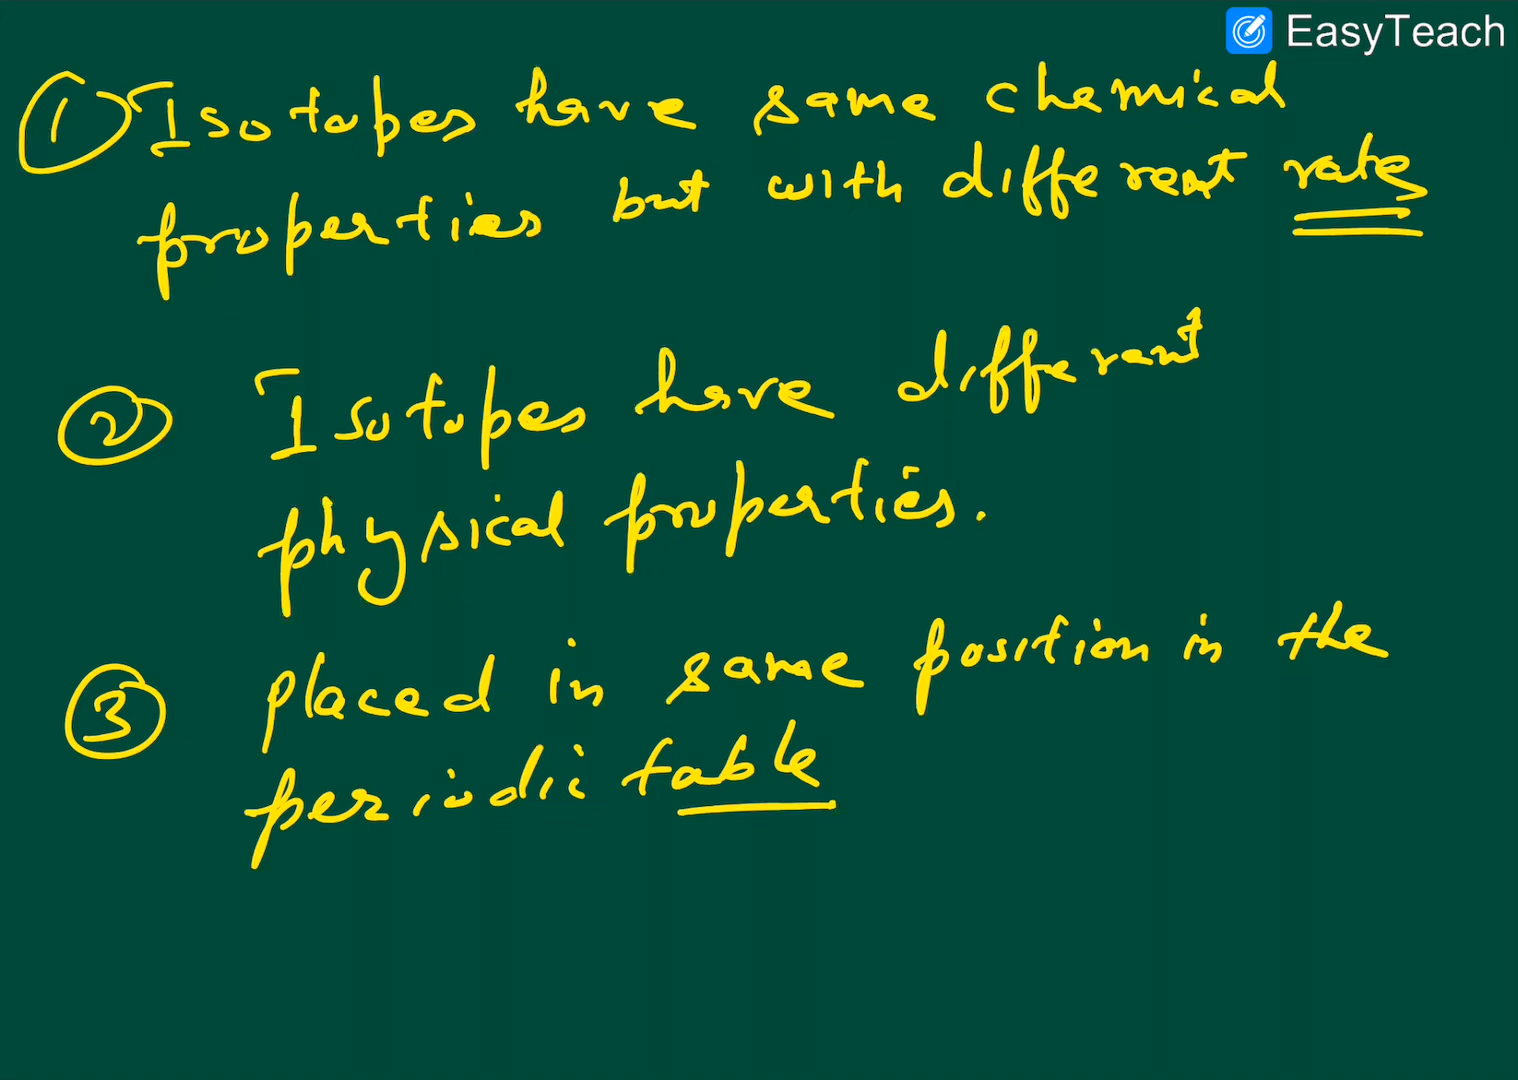 EasyTeach
① Isotopes have same chemical
properties but with different rate
② Isotopes have different
physical properties.
③ placed in same position in the
periodic table